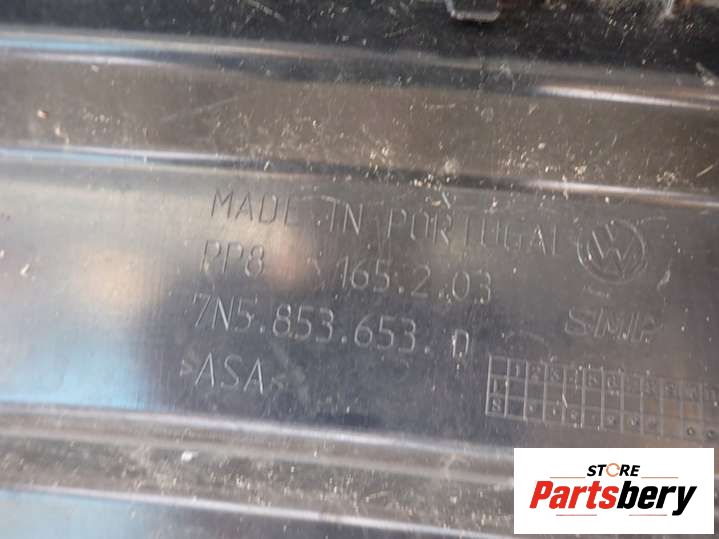 MADE IN PORTUGAL
PP8 165.2.03
7N5.853.653. D
SMP
>ASA<
STORE
Partsbery